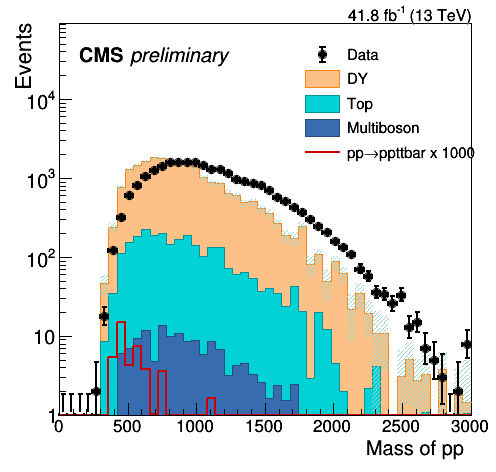 41.8 fb⁻¹ (13 TeV)
Events
CMS preliminary
Data
DY
Top
Multiboson
pp→ppttbar x 1000
10⁴
10³
10²
10
1
0 500 1000 1500 2000 2500 3000
Mass of pp